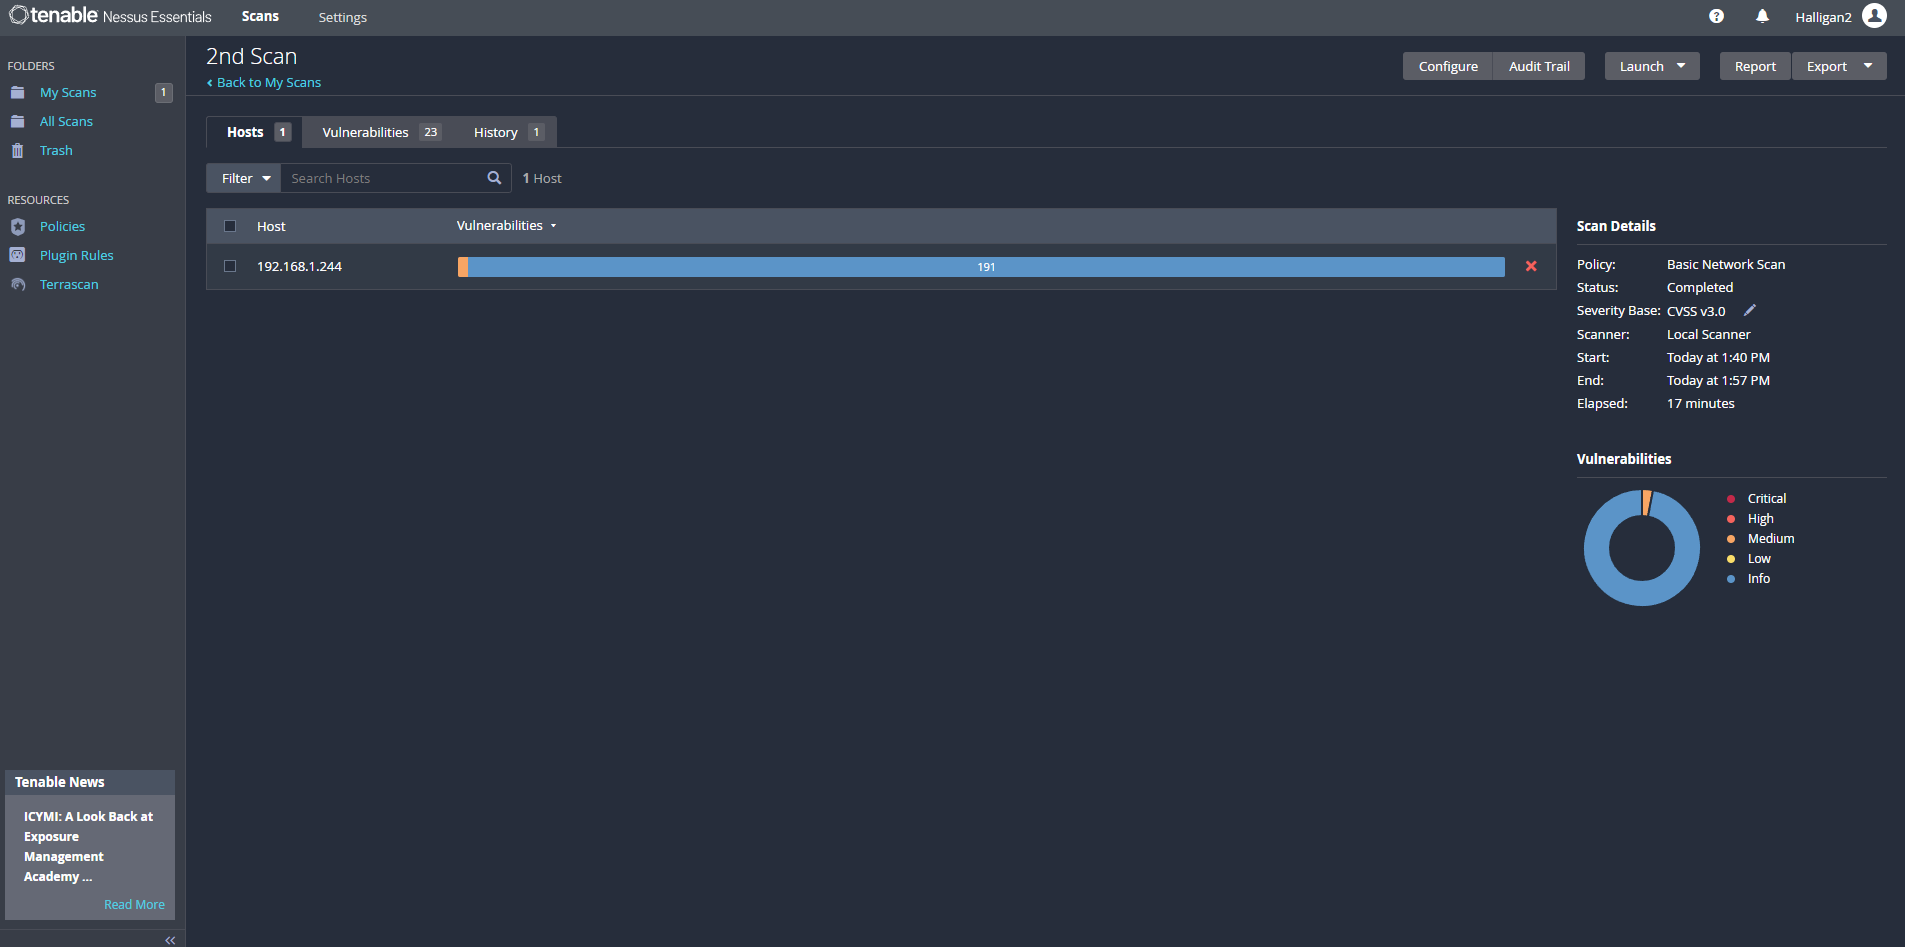 tenable Nessus Essentials
Scans
Settings
Halligan2
FOLDERS
My Scans 1
All Scans
Trash
RESOURCES
Policies
Plugin Rules
Terrascan
Tenable News
ICYMI: A Look Back at
Exposure
Management
Academy ...
Read More
2nd Scan
Back to My Scans
Configure
Audit Trail
Launch
Report
Export
Hosts 1
Vulnerabilities 23
History 1
Filter
Search Hosts
1 Host
Host
Vulnerabilities
192.168.1.244
191
Scan Details
Policy: Basic Network Scan
Status: Completed
Severity Base: CVSS v3.0
Scanner: Local Scanner
Start: Today at 1:40 PM
End: Today at 1:57 PM
Elapsed: 17 minutes
Vulnerabilities
Critical
High
Medium
Low
Info